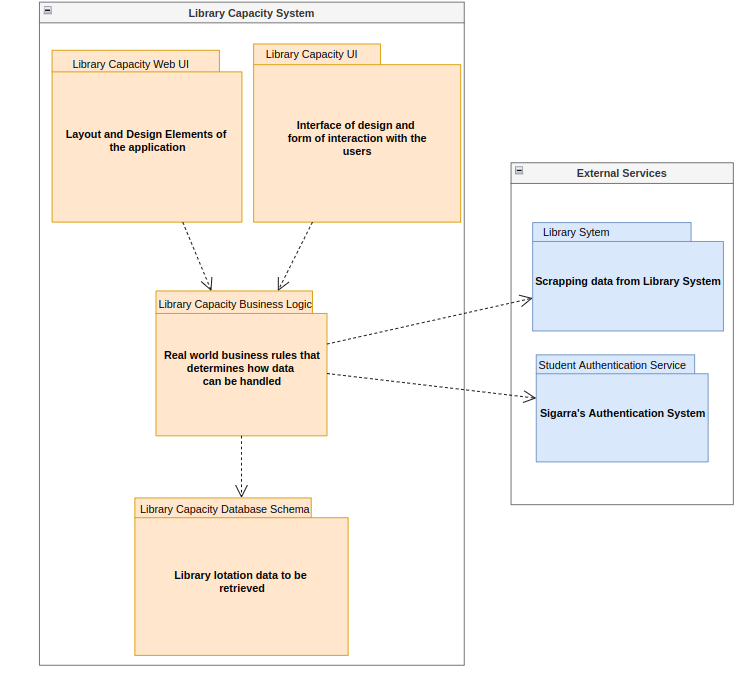 Library Capacity System
Library Capacity Web UI
Layout and Design Elements of
the application
Library Capacity UI
Interface of design and
form of interaction with the
users
Library Capacity Business Logic
Real world business rules that
determines how data
can be handled
Library Capacity Database Schema
Library lotation data to be
retrieved
External Services
Library Sytem
Scrapping data from Library System
Student Authentication Service
Sigarra's Authentication System